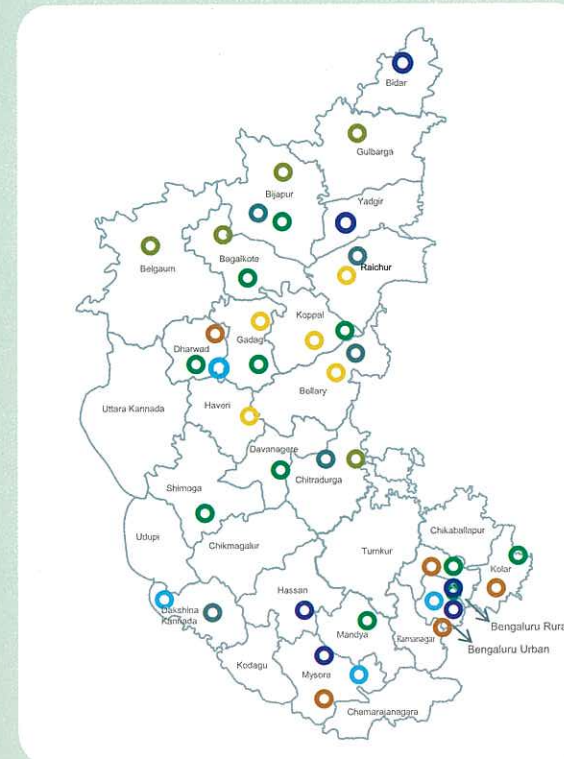 Bidar
Gulbarga
Bijapur
Yadgir
Belgaum
Bagalkote
Raichur
Koppal
Gadag
Dharwad
Bellary
Uttara Kannada
Haveri
Davanagere
Chitradurga
Shimoga
Chikaballapur
Udupi
Chikmagalur
Tumkur
Kolar
Hassan
Dakshina
Kannada
Mandya
Ramanagar
Bengaluru Rura
Bengaluru Urban
Kodagu
Mysore
Chamarajanagara